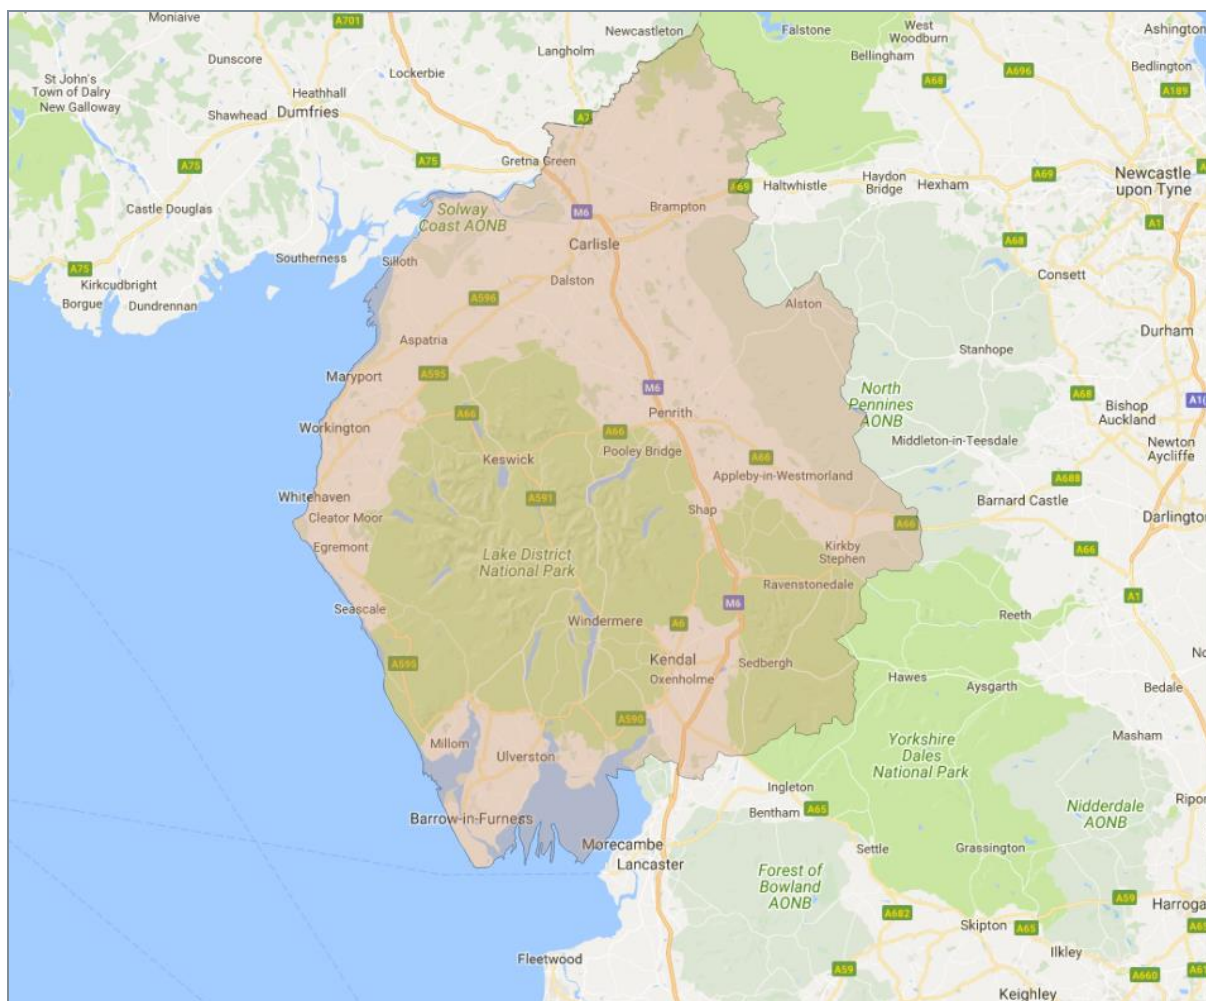 Moniaive
A701
Newcastleton
Falstone
West
Woodburn
Ashington
Dunscore
Langholm
Bellingham
St John's
Town of Dalry
Lockerbie
A68
A696
Bedlington
Heathhall
New Galloway
Shawhead
Dumfries
A7
A189
A75
A75
Gretna Green
A69
Haltwhistle
Haydon
Bridge
Hexham
A69
Newcastle
upon Tyne
Castle Douglas
Solway
Coast AONB
M6
Brampton
A1
Carlisle
A68
Southerness
Silloth
A75
Kirkcudbright
Dalston
Consett
Borgue
Dundrennan
A596
Alston
Durham
Aspatria
Stanhope
Maryport
A595
M6
North
Pennines
AONB
A68
Bishop
Auckland
A1(
A66
Penrith
Workington
A66
Pooley Bridge
Middleton-in-Teesdale
Newton
Aycliffe
Keswick
A66
Appleby-in-Westmorland
A688
Whitehaven
A591
Barnard Castle
Cleator Moor
Shap
A66
Darlington
Egremont
Lake District
National Park
Kirkby
Stephen
A66
Ravenstonedale
A1
Seascale
M6
Windermere
A6
Reeth
A595
Kendal
Sedbergh
Oxenholme
Hawes
Aysgarth
Bedale
A590
Millom
Ulverston
Yorkshire
Dales
National Park
Masham
Ingleton
Barrow-in-Furness
Bentham
A65
Nidderdale
AONB
Morecambe
Lancaster
Settle
Grassington
Forest of
Bowland
AONB
A59
A682
Skipton
A65
Ilkley
Fleetwood
A59
A660
Keighley